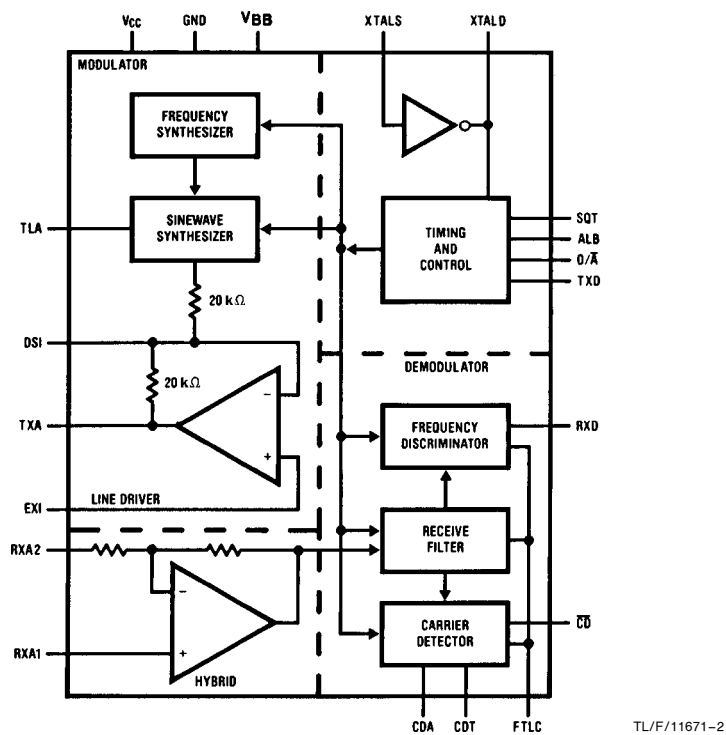 VCC GND VBB XTALS XTALD
MODULATOR
FREQUENCY
SYNTHESIZER
TLA
SINEWAVE
SYNTHESIZER
TIMING
AND
CONTROL
SQT
ALB
O/A̅
TXD
20 kΩ
DSI
DEMODULATOR
20 kΩ
−
TXA
FREQUENCY
DISCRIMINATOR
RXD
+
EXI
LINE DRIVER
RXA2
RECEIVE
FILTER
−
CARRIER
DETECTOR
C̅D̅
RXA1
+
HYBRID
CDA CDT FTLC
TL/F/11671–2